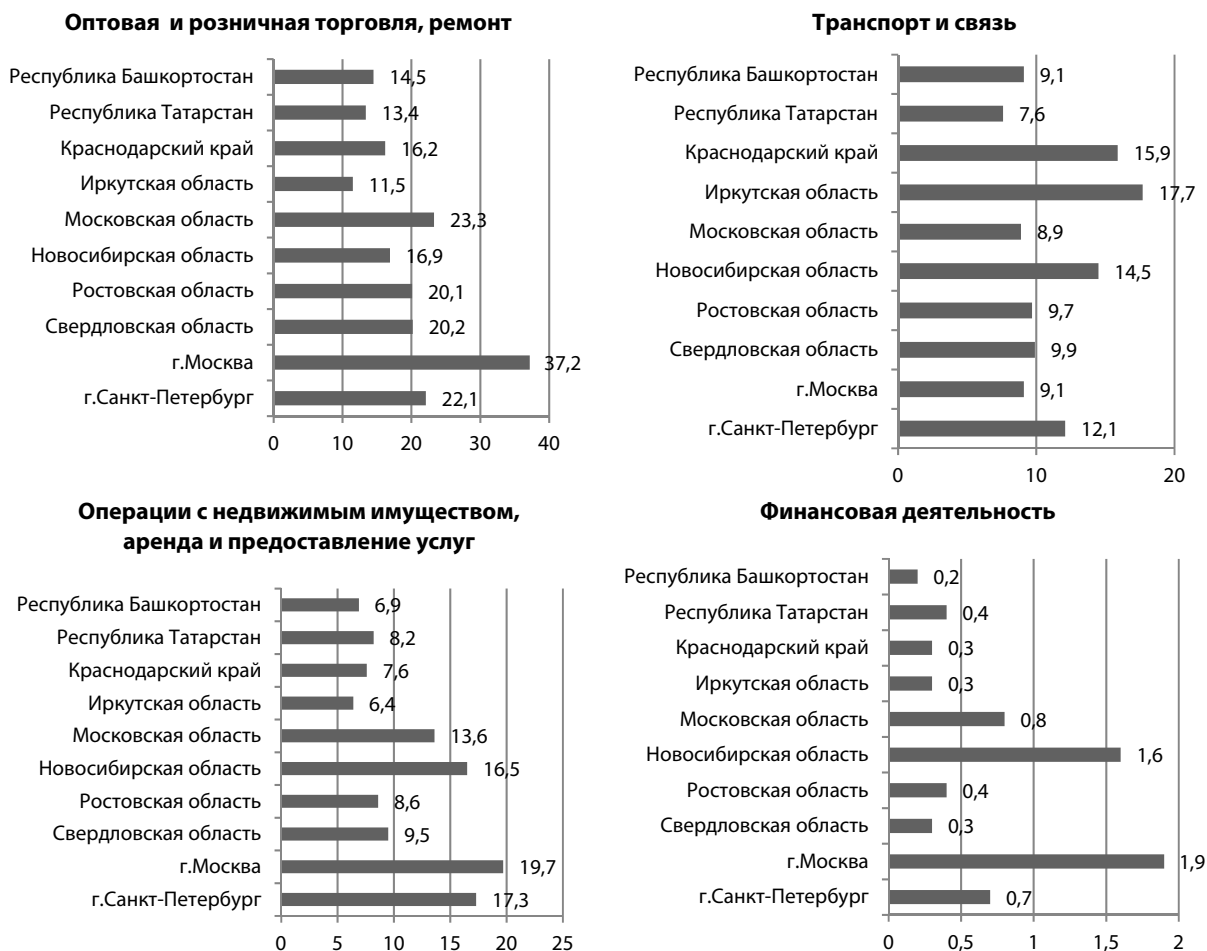 Оптовая и розничная торговля, ремонт
Республика Башкортостан 14,5
Республика Татарстан 13,4
Краснодарский край 16,2
Иркутская область 11,5
Московская область 23,3
Новосибирская область 16,9
Ростовская область 20,1
Свердловская область 20,2
г.Москва 37,2
г.Санкт-Петербург 22,1
0 10 20 30 40
Транспорт и связь
Республика Башкортостан 9,1
Республика Татарстан 7,6
Краснодарский край 15,9
Иркутская область 17,7
Московская область 8,9
Новосибирская область 14,5
Ростовская область 9,7
Свердловская область 9,9
г.Москва 9,1
г.Санкт-Петербург 12,1
0 10 20
Операции с недвижимым имуществом,
аренда и предоставление услуг
Республика Башкортостан 6,9
Республика Татарстан 8,2
Краснодарский край 7,6
Иркутская область 6,4
Московская область 13,6
Новосибирская область 16,5
Ростовская область 8,6
Свердловская область 9,5
г.Москва 19,7
г.Санкт-Петербург 17,3
0 5 10 15 20 25
Финансовая деятельность
Республика Башкортостан 0,2
Республика Татарстан 0,4
Краснодарский край 0,3
Иркутская область 0,3
Московская область 0,8
Новосибирская область 1,6
Ростовская область 0,4
Свердловская область 0,3
г.Москва 1,9
г.Санкт-Петербург 0,7
0 0,5 1 1,5 2